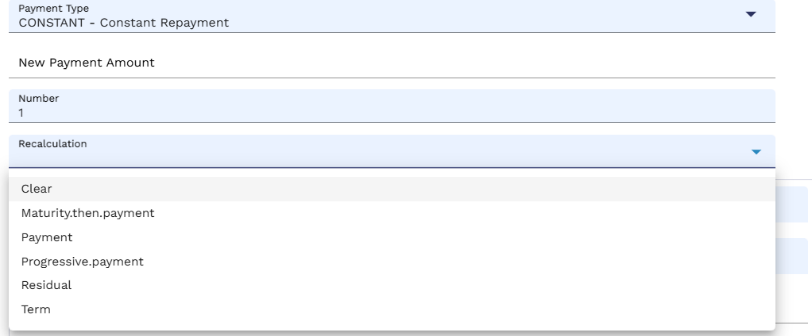 Payment Type
CONSTANT - Constant Repayment
New Payment Amount
Number
1
Recalculation
Clear
Maturity.then.payment
Payment
Progressive.payment
Residual
Term